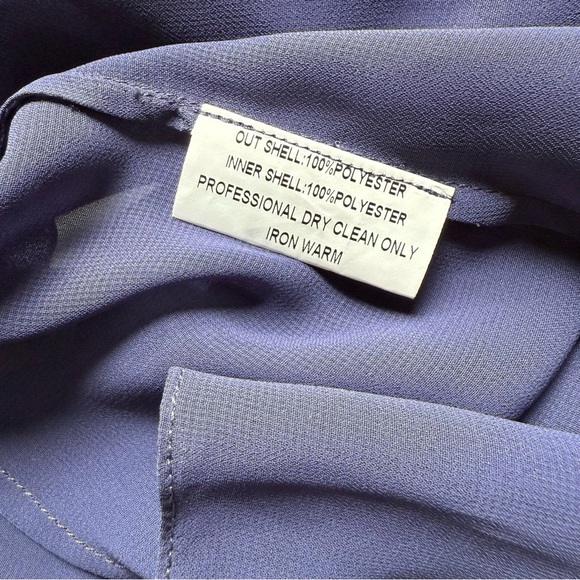 OUT SHELL:100%POLYESTER
INNER SHELL:100%POLYESTER
PROFESSIONAL DRY CLEAN ONLY
IRON WARM